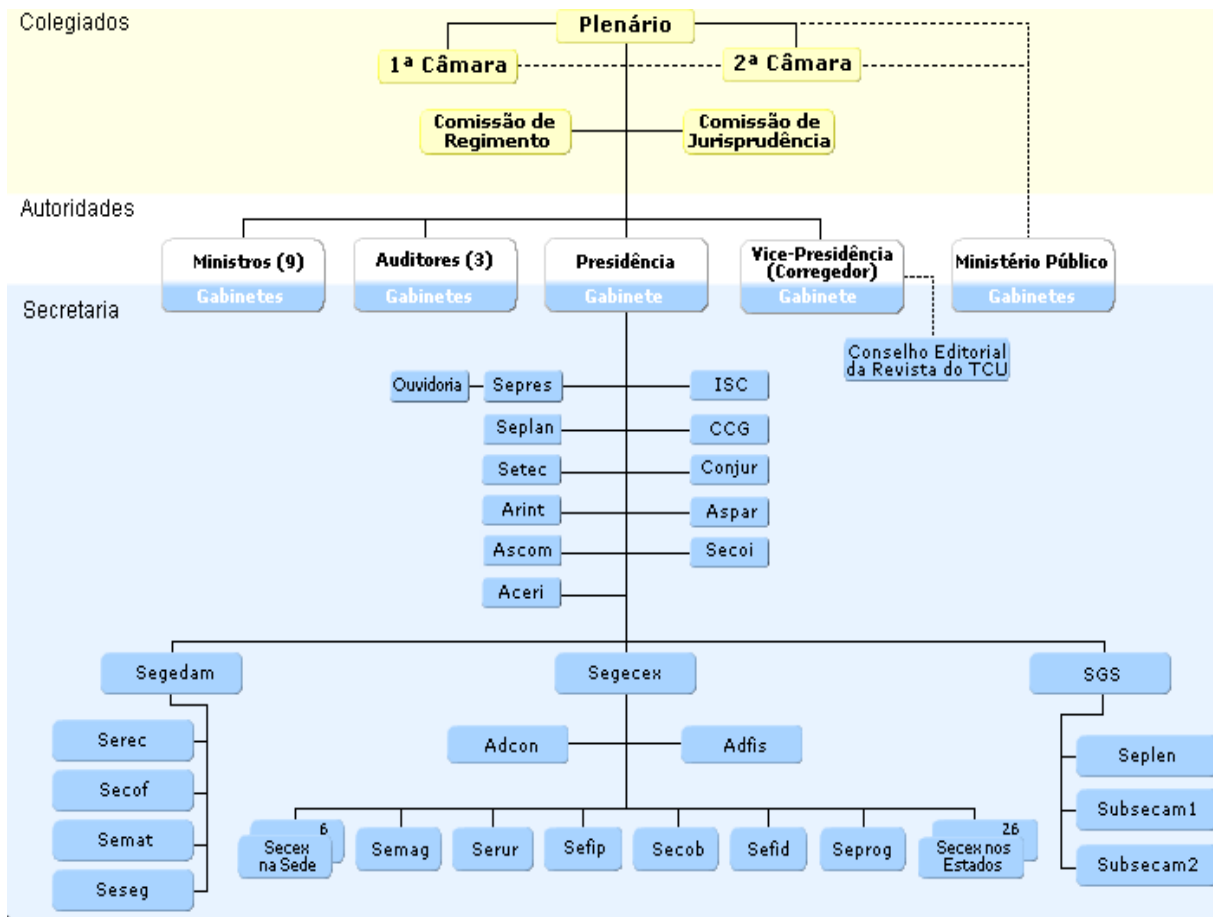 Colegiados
Plenário
1ª Câmara
2ª Câmara
Comissão de
Regimento
Comissão de
Jurisprudência
Autoridades
Ministros (9)
Gabinetes
Auditores (3)
Gabinetes
Presidência
Gabinete
Vice-Presidência
(Corregedor)
Gabinete
Ministério Público
Gabinetes
Secretaria
Conselho Editorial
da Revista do TCU
Ouvidoria
Sepres
ISC
Seplan
CCG
Setec
Conjur
Arint
Aspar
Ascom
Secoi
Aceri
Segedam
Segecex
SGS
Serec
Secof
Semat
Seseg
Adcon
Adfis
6
Secex
na Sede
Semag
Serur
Sefip
Secob
Sefid
Seprog
26
Secex nos
Estados
Seplen
Subsecam1
Subsecam2